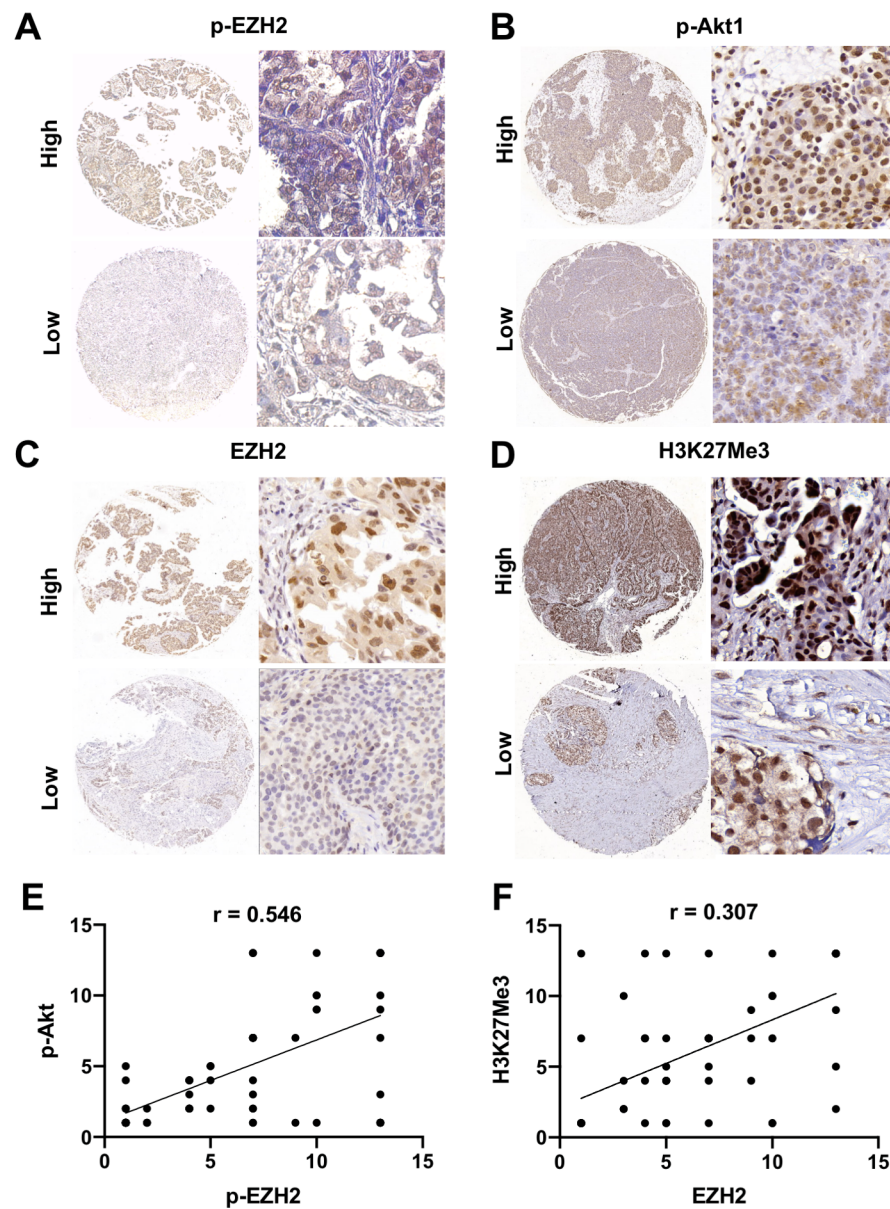 A
p-EZH2
High
Low
B
p-Akt1
High
Low
C
EZH2
High
Low
D
H3K27Me3
High
Low
E
r = 0.546
15
10
5
0
p-Akt
0
5
10
15
p-EZH2
F
r = 0.307
15
10
5
0
H3K27Me3
0
5
10
15
EZH2